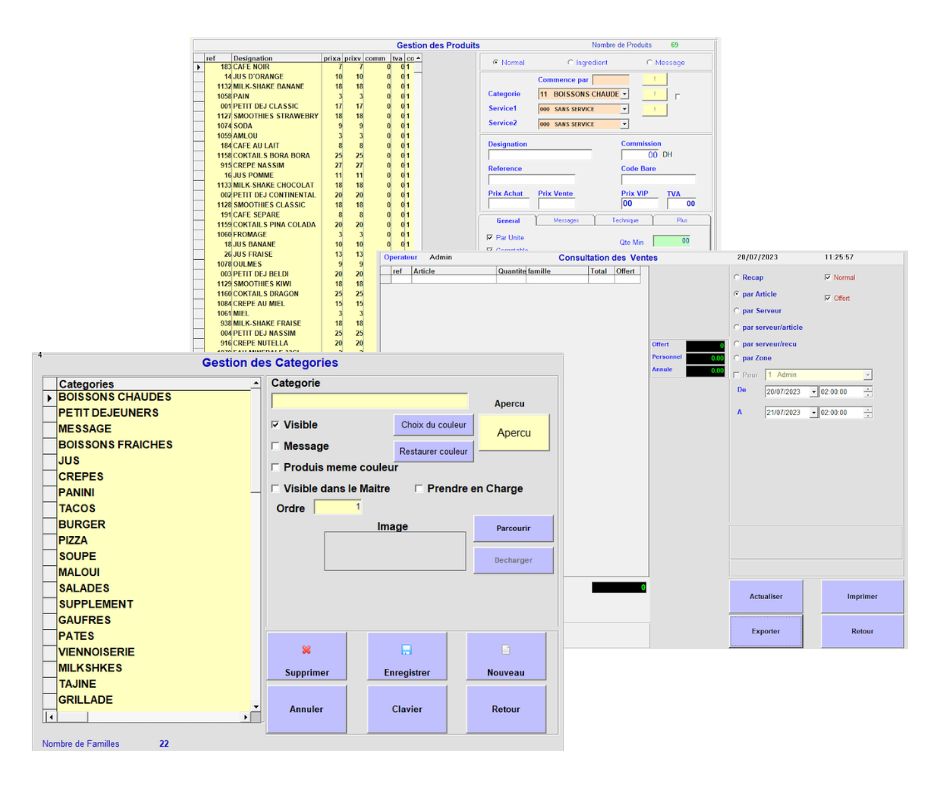 Gestion des Produits
Nombre de Produits 69
ref Designation prixa prixv comm tva co
183 CAFE NOIR 7 7 0 0 1
14 JUS D'ORANGE 10 10 0 0 1
1132 MILK-SHAKE BANANE 18 18 0 0 1
1058 PAIN 3 3 0 0 1
001 PETIT DEJ CLASSIC 17 17 0 0 1
1127 SMOOTHIES STRAWEBRY 18 18 0 0 1
1074 SODA 9 9 0 0 1
1059 AMLOU 3 3 0 0 1
184 CAFE AU LAIT 8 8 0 0 1
1158 COKTAILS BORA BORA 25 25 0 0 1
915 CREPE NASSIM 27 27 0 0 1
16 JUS POMME 11 11 0 0 1
1133 MILK-SHAKE CHOCOLAT 18 18 0 0 1
002 PETIT DEJ CONTINENTAL 20 20 0 0 1
1128 SMOOTHIES CLASSIC 18 18 0 0 1
191 CAFE SEPARE 8 8 0 0 1
1159 COKTAILS PINA COLADA 20 20 0 0 1
1060 FROMAGE 3 3 0 0 1
18 JUS BANANE 10 10 0 0 1
26 JUS FRAISE 13 13 0 0 1
1078 OULMES 9 9 0 0 1
003 PETIT DEJ BELDI 20 20 0 0 1
1129 SMOOTHIES KIWI 18 18 0 0 1
1160 COKTAILS DRAGON 25 25 0 0 1
1084 CREPE AU MIEL 15 15 0 0 1
1061 MIEL 3 3 0 0 1
938 MILK-SHAKE FRAISE 18 18 0 0 1
004 PETIT DEJ NASSIM 25 25 0 0 1
916 CREPE NUTELLA 20 20 0 0 1
Normal Ingredient Message
Commence par
Categorie 11 BOISSONS CHAUDE
Service1 000 SANS SERVICE
Service2 000 SANS SERVICE
Designation Commission
00 DH
Reference Code Bare
Prix Achat Prix Vente Prix VIP TVA
00 00
General Messages Technique Plus
Par Unite
Qte Min 00
Operateur Admin Consultation des Ventes 20/07/2023 11:25:57
ref Article Quantite famille Total Offert
Recap Normal
par Article Offert
par Serveur
par serveur/article
par serveur/recu
par Zone
Pour 1 Admin
De 20/07/2023 02:00:00
A 21/07/2023 02:00:00
Offert 0
Personnel 0.00
Annule 0.00
0
Actualiser Imprimer
Exporter Retour
4
Gestion des Categories
Categories
BOISSONS CHAUDES
PETIT DEJEUNERS
MESSAGE
BOISSONS FRAICHES
JUS
CREPES
PANINI
TACOS
BURGER
PIZZA
SOUPE
MALOUI
SALADES
SUPPLEMENT
GAUFRES
PATES
VIENNOISERIE
MILKSHKES
TAJINE
GRILLADE
Nombre de Familles 22
Categorie
Apercu
Visible Choix du couleur Apercu
Message Restaurer couleur
Produis meme couleur
Visible dans le Maitre Prendre en Charge
Ordre 1
Image
Parcourir
Decharger
Supprimer Enregistrer Nouveau
Annuler Clavier Retour